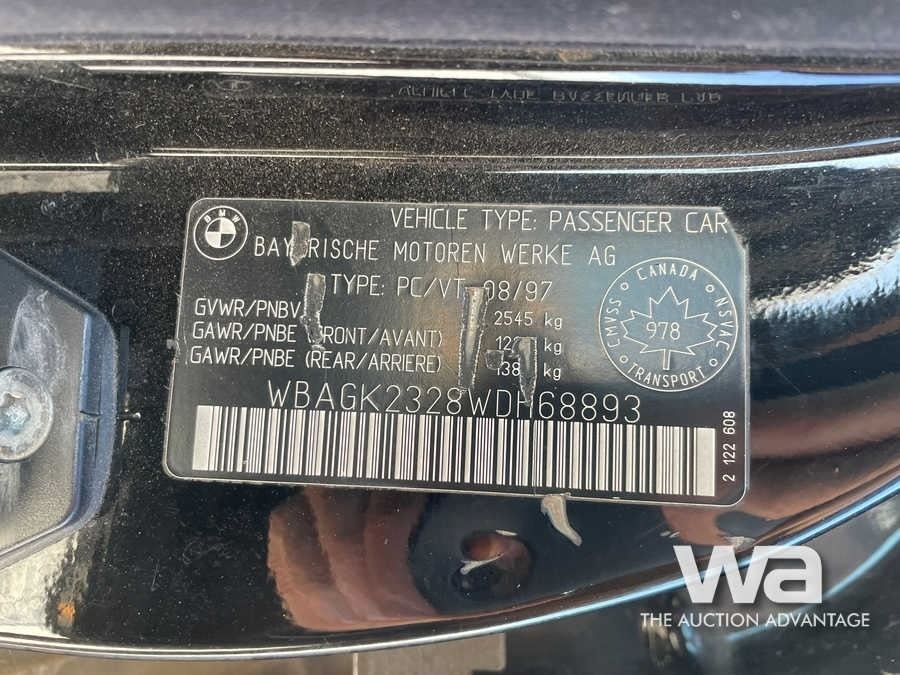 BMW
VEHICLE TYPE: PASSENGER CAR
BAYERISCHE MOTOREN WERKE AG
TYPE: PC/VT 08/97
GVWR/PNBV 2545 kg
GAWR/PNBE (FRONT/AVANT) kg
GAWR/PNBE (REAR/ARRIERE) kg
WBAGK2328WDH68893
CANADA
CMVSS
NSVAC
978
TRANSPORT
2 122 608
wa
THE AUCTION ADVANTAGE